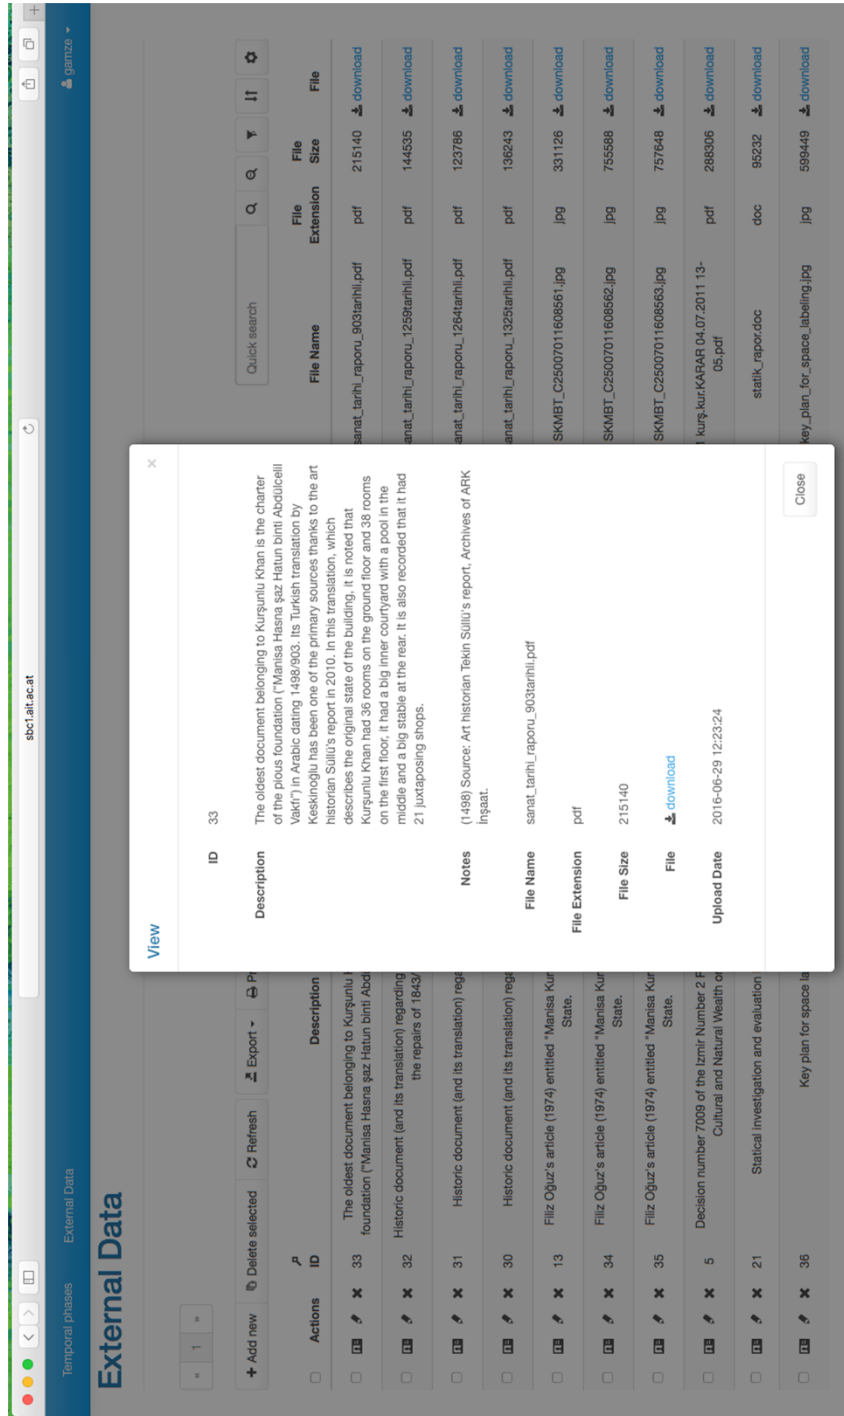 sbc1.ait.ac.at
Temporal phases
External Data
gamze
External Data
«
1
»
Add new
Delete selected
Refresh
Export
Pr
Quick search
Actions
ID
Description
File Name
File Extension
File Size
File
33
The oldest document belonging to Kurşunlu
foundation ("Manisa Hasna şaz Hatun binti Abdü
sanat_tarihi_raporu_903tarihli.pdf
pdf
215140
download
32
Historic document (and its translation) regarding
the repairs of 1843/
anat_tarihi_raporu_1259tarihli.pdf
pdf
144535
download
31
Historic document (and its translation) rega
anat_tarihi_raporu_1264tarihli.pdf
pdf
123786
download
30
Historic document (and its translation) rega
anat_tarihi_raporu_1325tarihli.pdf
pdf
136243
download
13
Filiz Oğuz's article (1974) entitled "Manisa Kur
State.
SKMBT_C25007011608561.jpg
jpg
331126
download
34
Filiz Oğuz's article (1974) entitled "Manisa Kur
State.
SKMBT_C25007011608562.jpg
jpg
755588
download
35
Filiz Oğuz's article (1974) entitled "Manisa Kur
State.
SKMBT_C25007011608563.jpg
jpg
757648
download
5
Decision number 7009 of the Izmir Number 2 F
Cultural and Natural Wealth o
kurş.kur.KARAR 04.07.2011 13-
05.pdf
pdf
288306
download
21
Statical investigation and evaluation
statik_rapor.doc
doc
95232
download
36
Key plan for space la
key_plan_for_space_labeling.jpg
jpg
599449
download
View
×
ID
33
Description
The oldest document belonging to Kurşunlu Khan is the charter
of the pious foundation ("Manisa Hasna şaz Hatun binti Abdülcelil
Vakfı") in Arabic dating 1498/903. Its Turkish translation by
Keskinoğlu has been one of the primary sources thanks to the art
historian Süllü's report in 2010. In this translation, which
describes the original state of the building, it is noted that
Kurşunlu Khan had 36 rooms on the ground floor and 38 rooms
on the first floor, it had a big inner courtyard with a pool in the
middle and a big stable at the rear. It is also recorded that it had
21 juxtaposing shops.
Notes
(1498) Source: Art historian Tekin Süllü's report, Archives of ARK
İnşaat.
File Name
sanat_tarihi_raporu_903tarihli.pdf
File Extension
pdf
File Size
215140
File
download
Upload Date
2016-06-29 12:23:24
Close